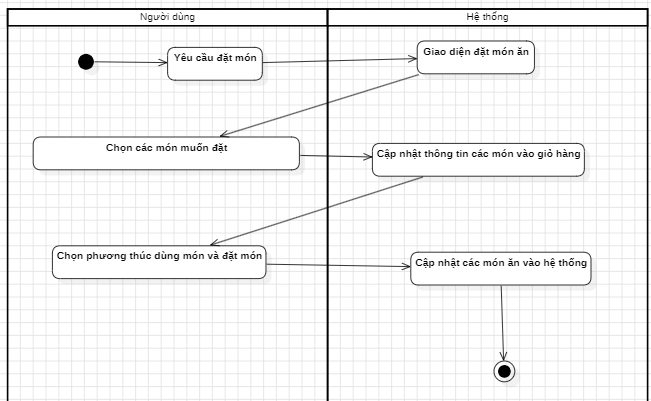 Người dùng
Hệ thống
Yêu cầu đặt món
Giao diện đặt món ăn
Chọn các món muốn đặt
Cập nhật thông tin các món vào giỏ hàng
Chọn phương thúc dùng món và đặt món
Cập nhật các món ăn vào hệ thống